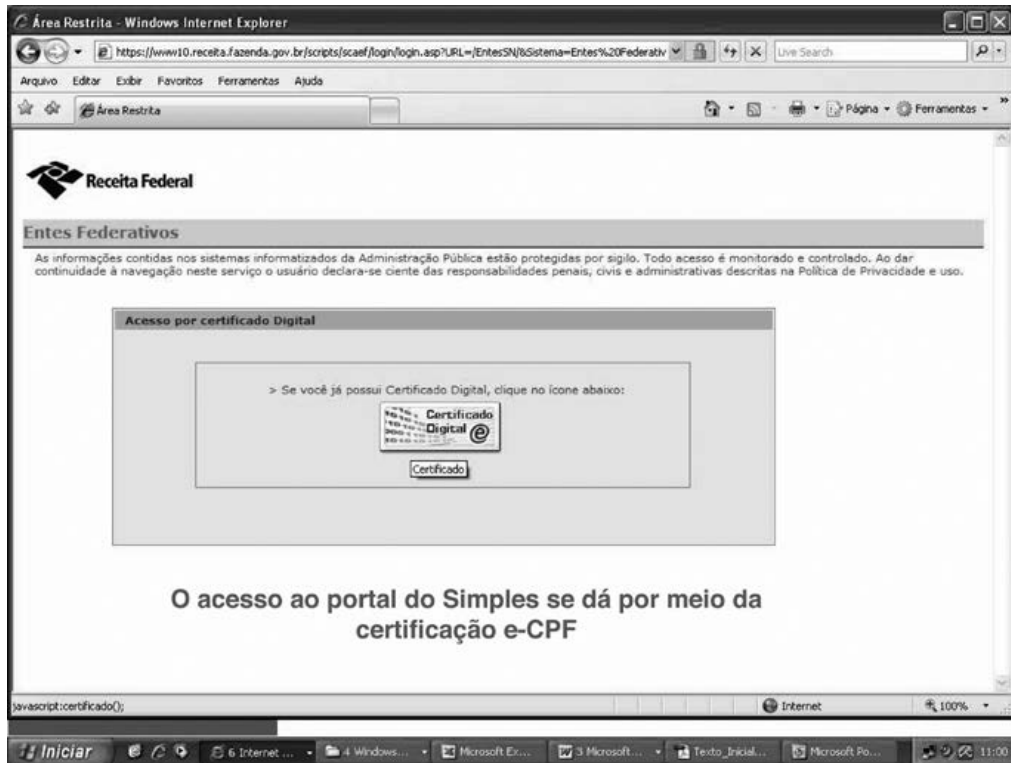 Área Restrita - Windows Internet Explorer
https://www10.receita.fazenda.gov.br/scripts/scaef/login/login.asp?URL=/EntesSN/&Sistema=Entes%20Federativ
Live Search
Arquivo Editar Exibir Favoritos Ferramentas Ajuda
Área Restrita
Página Ferramentas
Receita Federal
Entes Federativos
As informações contidas nos sistemas informatizados da Administração Pública estão protegidas por sigilo. Todo acesso é monitorado e controlado. Ao dar
continuidade à navegação neste serviço o usuário declara-se ciente das responsabilidades penais, civis e administrativas descritas na Política de Privacidade e uso.
Acesso por certificado Digital
> Se você já possui Certificado Digital, clique no ícone abaixo:
Certificado
Digital
Certificado
O acesso ao portal do Simples se dá por meio da
certificação e-CPF
javascript:certificado();
Internet
100%
Iniciar 6 Internet ... 4 Windows... Microsoft Ex... 3 Microsoft... Texto_Inicial... Microsoft Po... 11:00